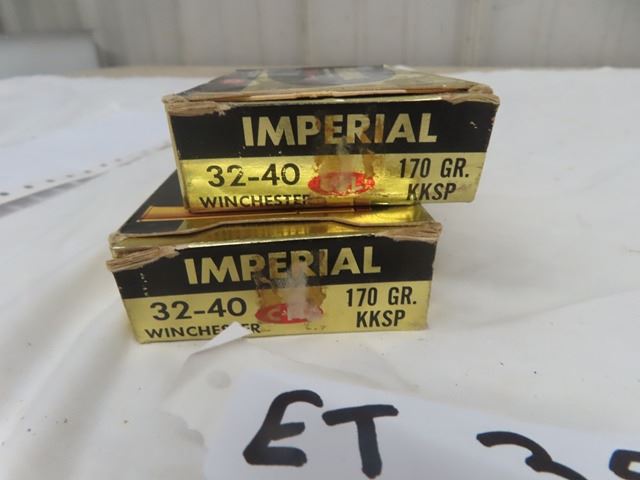 IMPERIAL
32-40 170 GR.
WINCHESTER KKSP
IMPERIAL
32-40 170 GR.
WINCHESTER KKSP
ET